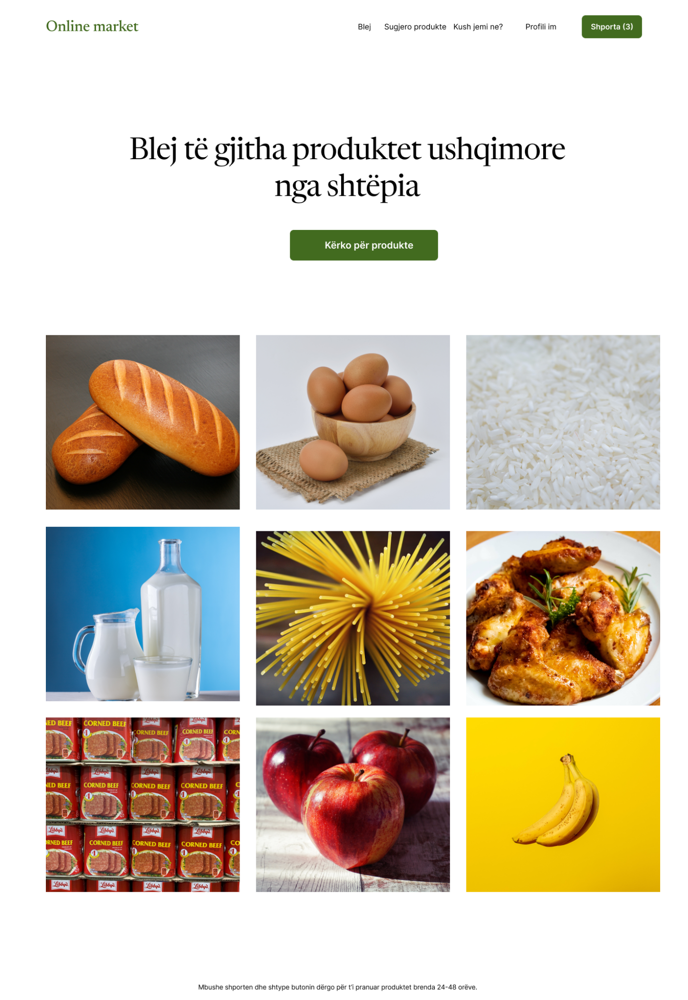 Online market
Blej
Sugjero produkte
Kush jemi ne?
Profili im
Shporta (3)
Blej të gjitha produktet ushqimore
nga shtëpia
Kërko për produkte
Libby's
Libby's
NED BEEF
CORNED BEEF
CORNED BEEF
CORNED BEEF
CORN
Libby's
Libby's
Libby's
Libby's
NED BEEF
CORNED BEEF
CORNED BEEF
CORNED BEEF
Libby's
Libby's
Libby's
Libby's
RNED BEEF
CORNED BEEF
CORNED BEEF
CORNED BEEF
CO
Libby's
Libby's
Libby's
Libby's
Mbushe shporten dhe shtype butonin dërgo për t'i pranuar produktet brenda 24-48 orëve.